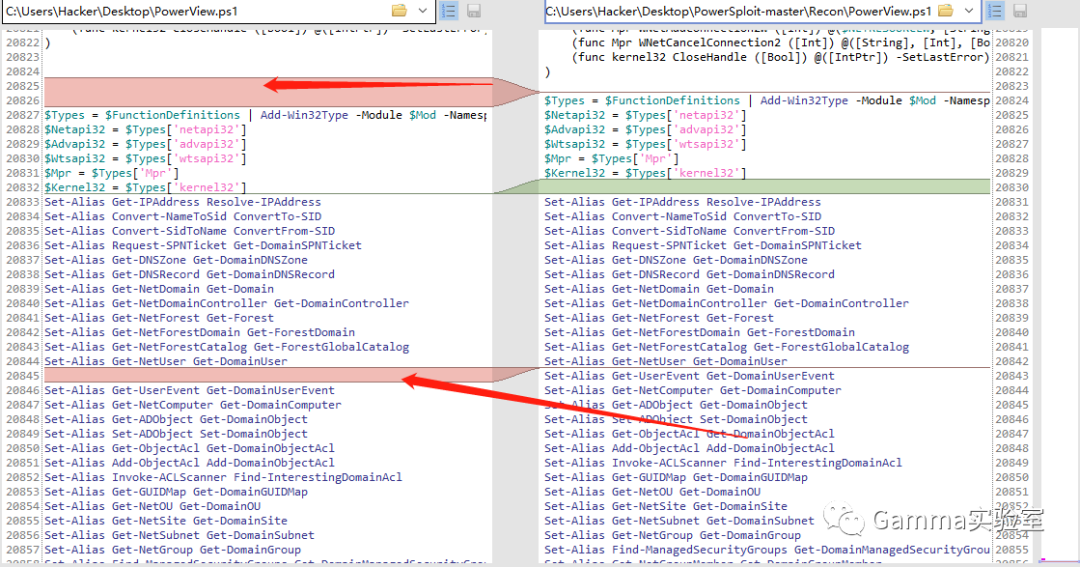 C:\Users\Hacker\Desktop\PowerView.ps1
20822 )
20823
20824
20825
20826
20827 $Types = $FunctionDefinitions | Add-Win32Type -Module $Mod -Namesp
20828 $Netapi32 = $Types['netapi32']
20829 $Advapi32 = $Types['advapi32']
20830 $Wtsapi32 = $Types['wtsapi32']
20831 $Mpr = $Types['Mpr']
20832 $Kernel32 = $Types['kernel32']
20833 Set-Alias Get-IPAddress Resolve-IPAddress
20834 Set-Alias Convert-NameToSid ConvertTo-SID
20835 Set-Alias Convert-SidToName ConvertFrom-SID
20836 Set-Alias Request-SPNTicket Get-DomainSPNTicket
20837 Set-Alias Get-DNSZone Get-DomainDNSZone
20838 Set-Alias Get-DNSRecord Get-DomainDNSRecord
20839 Set-Alias Get-NetDomain Get-Domain
20840 Set-Alias Get-NetDomainController Get-DomainController
20841 Set-Alias Get-NetForest Get-Forest
20842 Set-Alias Get-NetForestDomain Get-ForestDomain
20843 Set-Alias Get-NetForestCatalog Get-ForestGlobalCatalog
20844 Set-Alias Get-NetUser Get-DomainUser
20845
20846 Set-Alias Get-UserEvent Get-DomainUserEvent
20847 Set-Alias Get-NetComputer Get-DomainComputer
20848 Set-Alias Get-ADObject Get-DomainObject
20849 Set-Alias Set-ADObject Set-DomainObject
20850 Set-Alias Get-ObjectAcl Get-DomainObjectAcl
20851 Set-Alias Add-ObjectAcl Add-DomainObjectAcl
20852 Set-Alias Invoke-ACLScanner Find-InterestingDomainAcl
20853 Set-Alias Get-GUIDMap Get-DomainGUIDMap
20854 Set-Alias Get-NetOU Get-DomainOU
20855 Set-Alias Get-NetSite Get-DomainSite
20856 Set-Alias Get-NetSubnet Get-DomainSubnet
20857 Set-Alias Get-NetGroup Get-DomainGroup
C:\Users\Hacker\Desktop\PowerSploit-master\Recon\PowerView.ps1
(func Mpr WNetCancelConnection2 ([Int]) @([String], [Int], [Bo 20820
(func kernel32 CloseHandle ([Bool]) @([IntPtr]) -SetLastError) 20821
) 20822
20823
$Types = $FunctionDefinitions | Add-Win32Type -Module $Mod -Namesp 20824
$Netapi32 = $Types['netapi32'] 20825
$Advapi32 = $Types['advapi32'] 20826
$Wtsapi32 = $Types['wtsapi32'] 20827
$Mpr = $Types['Mpr'] 20828
$Kernel32 = $Types['kernel32'] 20829
20830
Set-Alias Get-IPAddress Resolve-IPAddress 20831
Set-Alias Convert-NameToSid ConvertTo-SID 20832
Set-Alias Convert-SidToName ConvertFrom-SID 20833
Set-Alias Request-SPNTicket Get-DomainSPNTicket 20834
Set-Alias Get-DNSZone Get-DomainDNSZone 20835
Set-Alias Get-DNSRecord Get-DomainDNSRecord 20836
Set-Alias Get-NetDomain Get-Domain 20837
Set-Alias Get-NetDomainController Get-DomainController 20838
Set-Alias Get-NetForest Get-Forest 20839
Set-Alias Get-NetForestDomain Get-ForestDomain 20840
Set-Alias Get-NetForestCatalog Get-ForestGlobalCatalog 20841
Set-Alias Get-NetUser Get-DomainUser 20842
Set-Alias Get-UserEvent Get-DomainUserEvent 20843
Set-Alias Get-NetComputer Get-DomainComputer 20844
Set-Alias Get-ADObject Get-DomainObject 20845
Set-Alias Set-ADObject Set-DomainObject 20846
Set-Alias Get-ObjectAcl Get-DomainObjectAcl 20847
Set-Alias Add-ObjectAcl Add-DomainObjectAcl 20848
Set-Alias Invoke-ACLScanner Find-InterestingDomainAcl 20849
Set-Alias Get-GUIDMap Get-DomainGUIDMap 20850
Set-Alias Get-NetOU Get-DomainOU 20851
Set-Alias Get-NetSite Get-DomainSite 20852
Set-Alias Get-NetSubnet Get-DomainSubnet 20853
Set-Alias Get-NetGroup Get-DomainGroup 20854
Set-Alias Find-ManagedSecurityGroups Get-DomainManagedSecurityGrou 20855
Gamma实验室